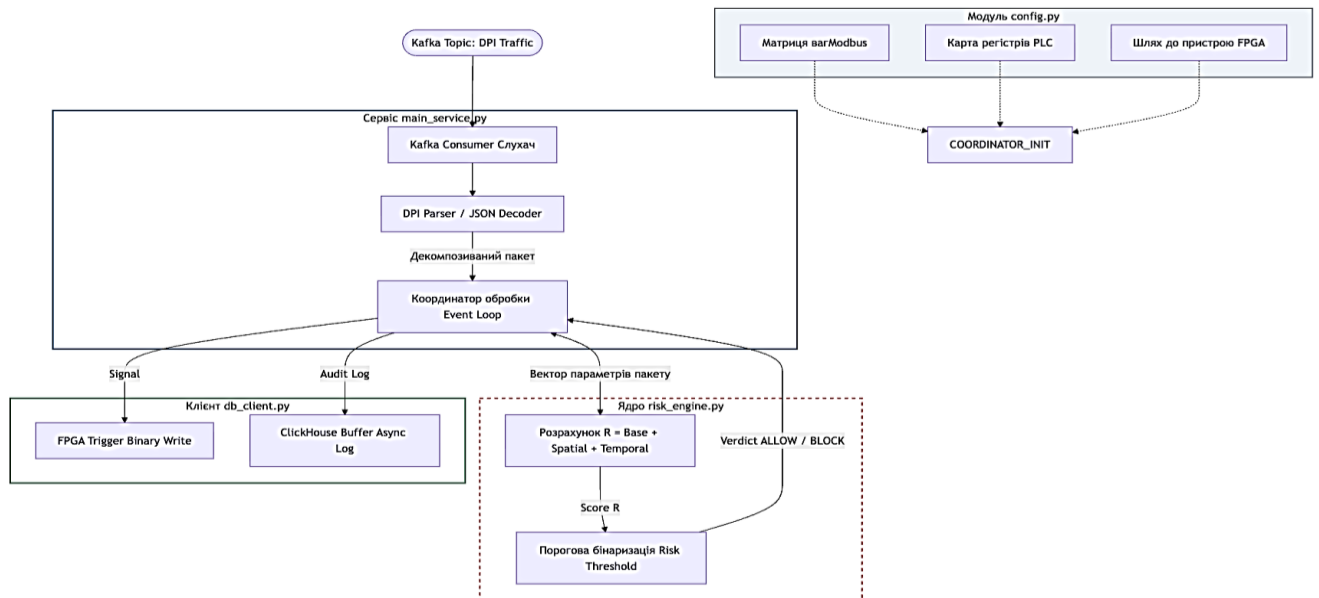 Модуль config.py
Матриця варModbus
Карта регістрів PLC
Шлях до пристрою FPGA
COORDINATOR_INIT
Kafka Topic: DPI Traffic
Сервіс main_service.py
Kafka Consumer Слухач
DPI Parser / JSON Decoder
Декомпозиваний пакет
Координатор обробки
Event Loop
Signal
Audit Log
Вектор параметрів пакету
Клієнт db_client.py
FPGA Trigger Binary Write
ClickHouse Buffer Async
Log
Ядро risk_engine.py
Розрахунок R = Base +
Spatial + Temporal
Verdict ALLOW / BLOCK
Score R
Порогова бінаризація Risk
Threshold